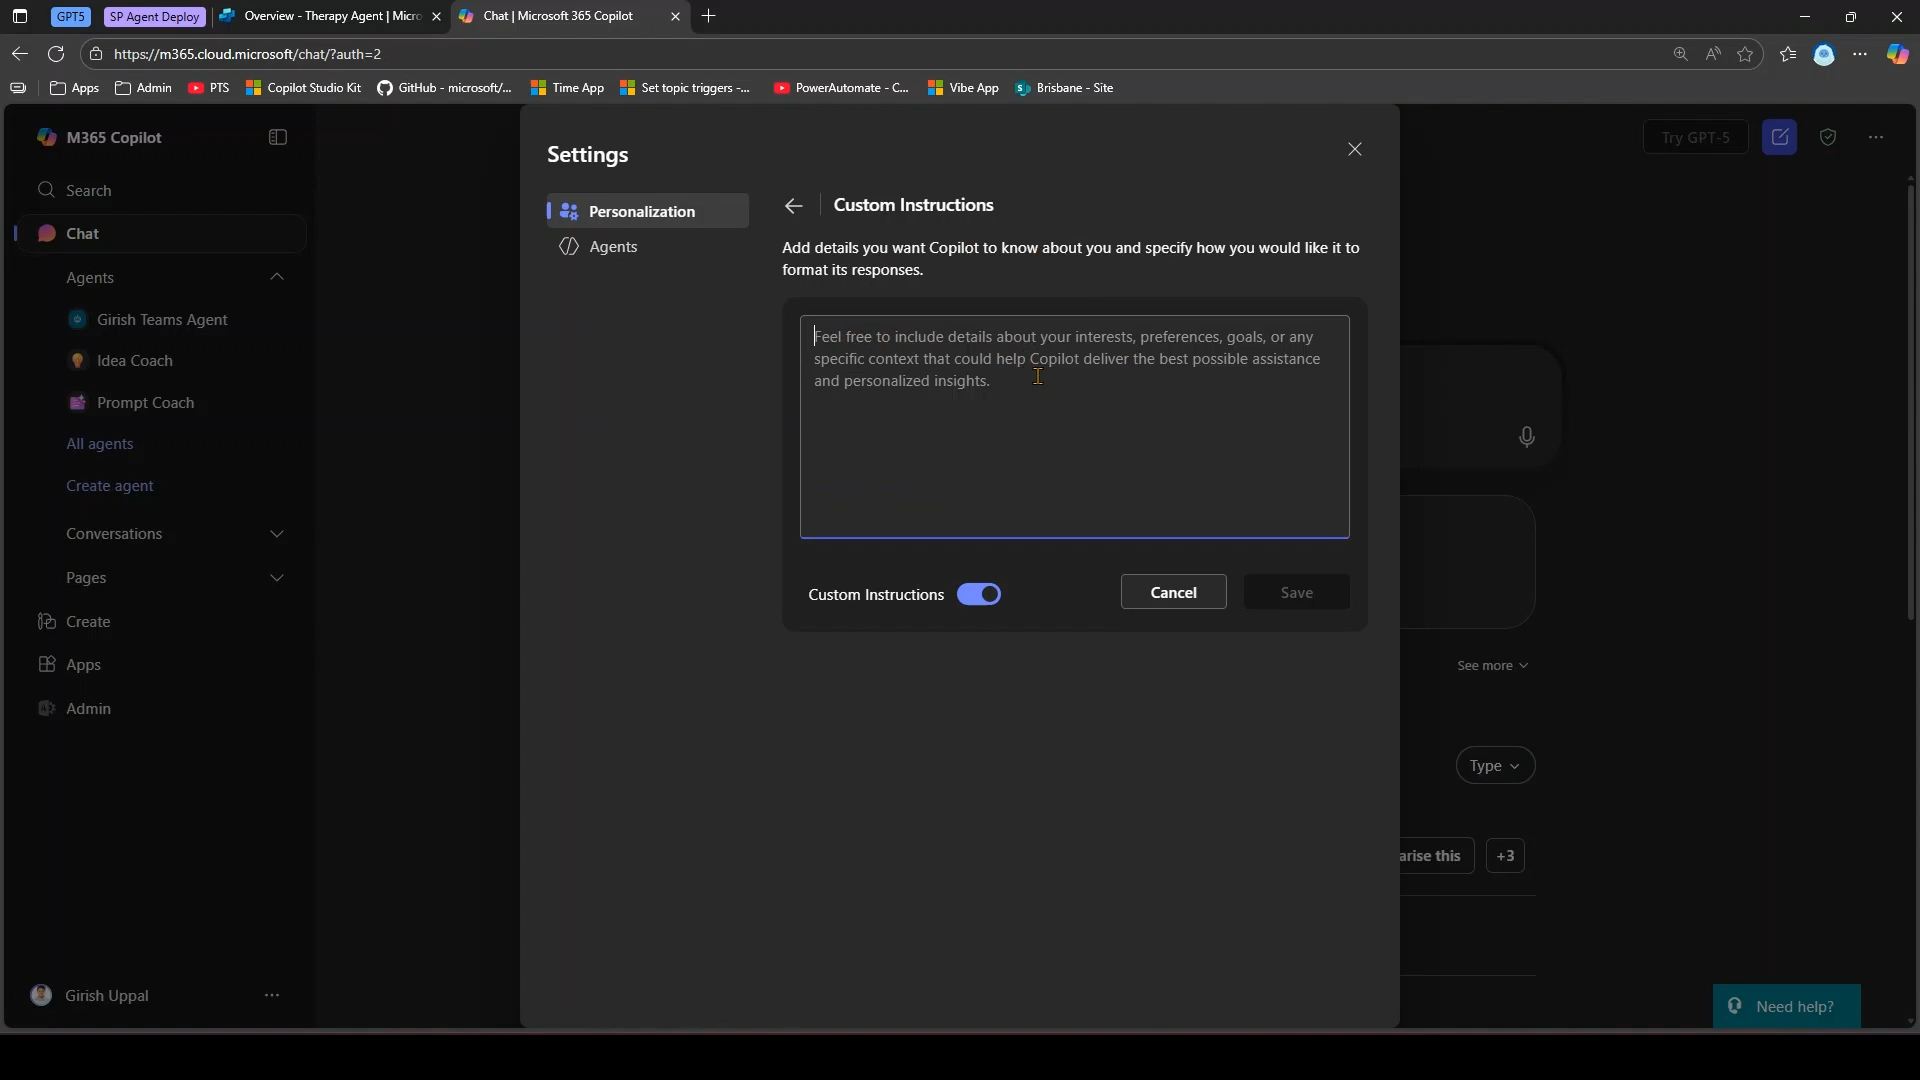 GPT5
SP Agent Deploy
Overview - Therapy Agent | Micro
Chat | Microsoft 365 Copilot
https://m365.cloud.microsoft/chat/?auth=2
Apps
Admin
PTS
Copilot Studio Kit
GitHub - microsoft/...
Time App
Set topic triggers -...
PowerAutomate - C...
Vibe App
Brisbane - Site
M365 Copilot
Search
Chat
Agents
Girish Teams Agent
Idea Coach
Prompt Coach
All agents
Create agent
Conversations
Pages
Create
Apps
Admin
Girish Uppal
Settings
Personalization
Agents
Custom Instructions
Add details you want Copilot to know about you and specify how you would like it to
format its responses.
Feel free to include details about your interests, preferences, goals, or any
specific context that could help Copilot deliver the best possible assistance
and personalized insights.
Custom Instructions
Cancel
Save
Try GPT-5
See more
Type
arise this
+3
Need help?